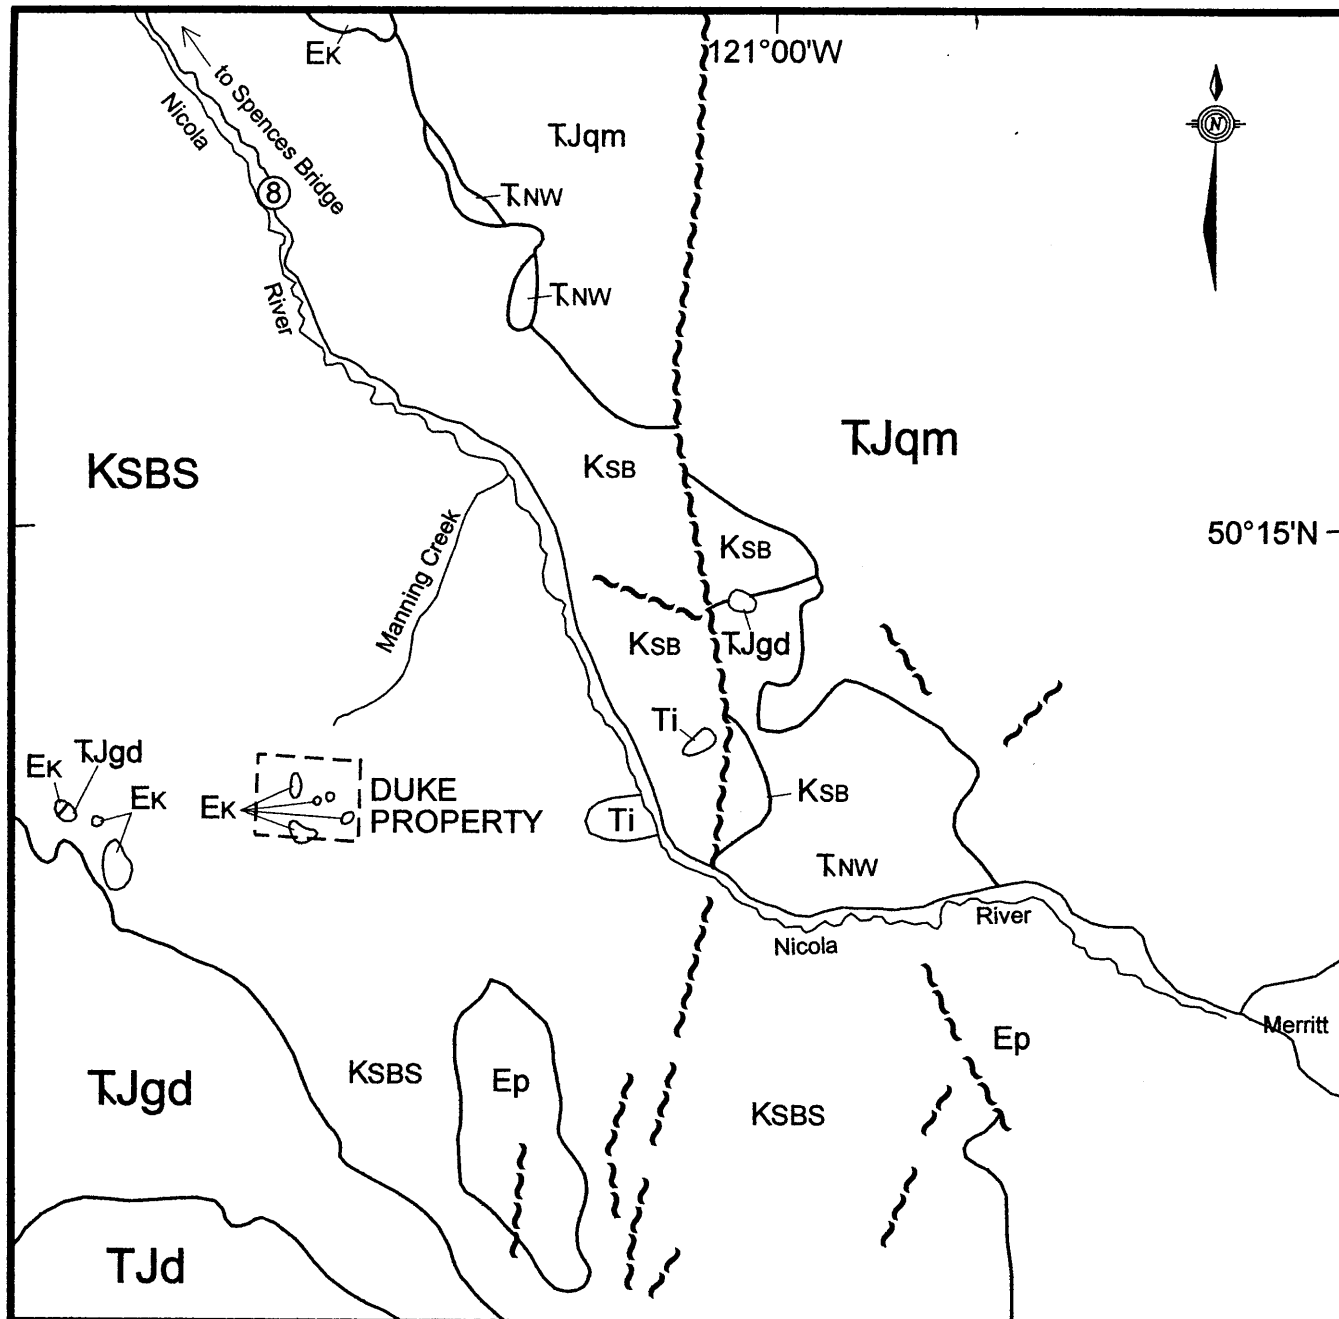 121°00'W
EK
to Spences Bridge
Nicola
8
River
N
TJqm
TNW
TNW
TJqm
KSB
KSBS
50°15'N
KSB
Manning Creek
KSB
TJgd
Ti
EK
TJgd
EK
EK
DUKE
PROPERTY
Ti
KSB
TNW
River
Nicola
Merritt
Ep
KSBS
Ep
TJgd
KSBS
TJd